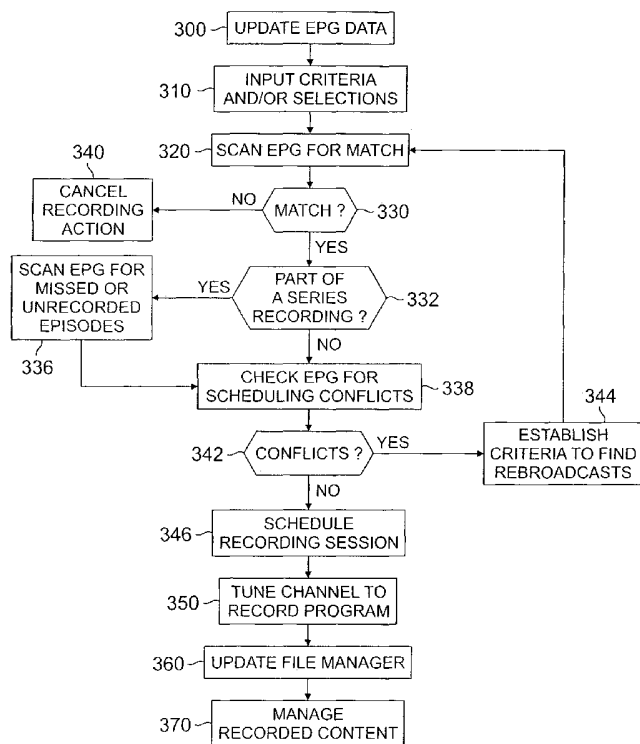 300
UPDATE EPG DATA
310
INPUT CRITERIA
AND/OR SELECTIONS
320
SCAN EPG FOR MATCH
340
CANCEL
RECORDING
ACTION
NO
MATCH ?
330
YES
SCAN EPG FOR
MISSED OR
UNRECORDED
EPISODES
336
YES
PART OF
A SERIES
RECORDING ?
332
NO
CHECK EPG FOR
SCHEDULING CONFLICTS
338
342
CONFLICTS ?
YES
344
ESTABLISH
CRITERIA TO FIND
REBROADCASTS
NO
346
SCHEDULE
RECORDING SESSION
350
TUNE CHANNEL TO
RECORD PROGRAM
360
UPDATE FILE MANAGER
370
MANAGE
RECORDED CONTENT